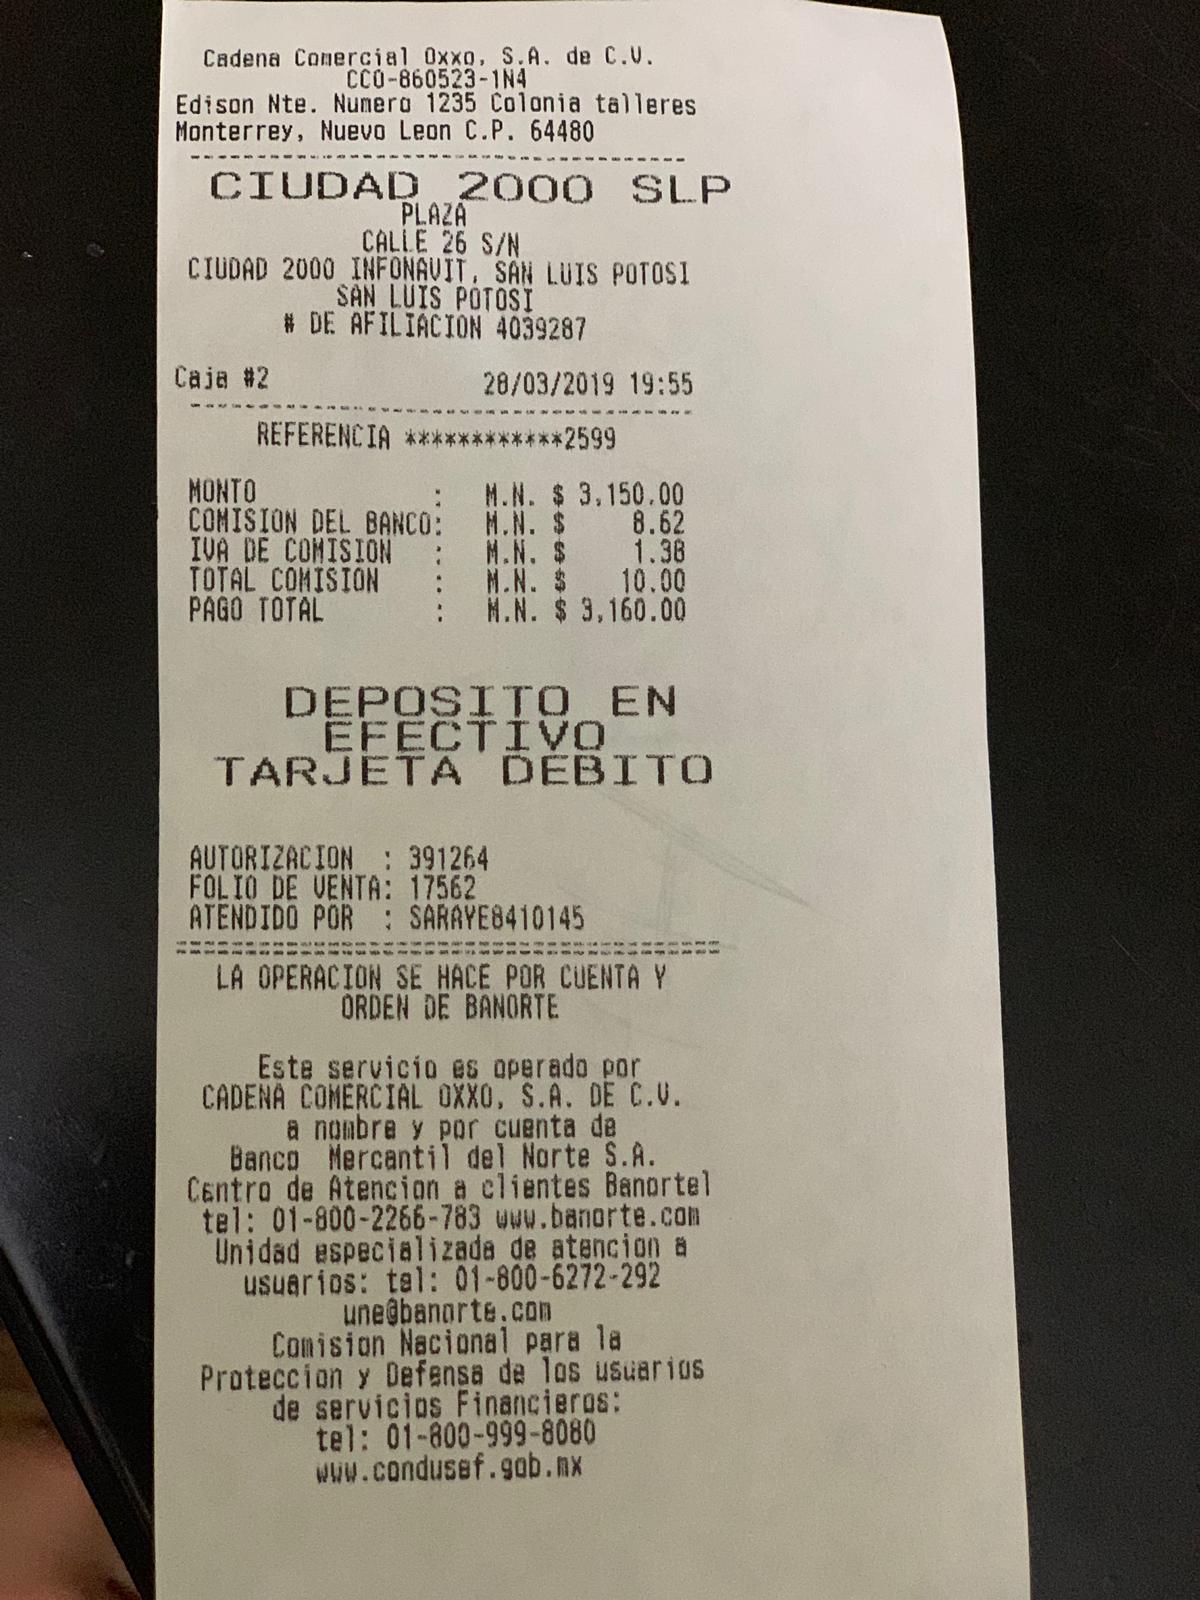 Cadena Comercial Oxxo, S.A. de C.V.
CCO-860523-1N4
Edison Nte. Numero 1235 Colonia talleres
Monterrey, Nuevo Leon C.P. 64480
--------------------------------------
CIUDAD 2000 SLP
PLAZA
CALLE 26 S/N
CIUDAD 2000 INFONAVIT, SAN LUIS POTOSI
SAN LUIS POTOSI
# DE AFILIACION 4039287
Caja #2 28/03/2019 19:55
--------------------------------------
REFERENCIA ************2599
MONTO : M.N. $ 3,150.00
COMISION DEL BANCO: M.N. $ 8.62
IVA DE COMISION : M.N. $ 1.38
TOTAL COMISION : M.N. $ 10.00
PAGO TOTAL : M.N. $ 3,160.00
DEPOSITO EN
EFECTIVO
TARJETA DEBITO
AUTORIZACION : 391264
FOLIO DE VENTA: 17562
ATENDIDO POR : SARAYE8410145
========================================
LA OPERACION SE HACE POR CUENTA Y
ORDEN DE BANORTE
Este servicio es operado por
CADENA COMERCIAL OXXO, S.A. DE C.V.
a nombre y por cuenta de
Banco Mercantil del Norte S.A.
Centro de Atencion a clientes Banortel
tel: 01-800-2266-783 www.banorte.com
Unidad especializada de atencion a
usuarios: tel: 01-800-6272-292
une@banorte.com
Comision Nacional para la
Proteccion y Defensa de los usuarios
de servicios Financieros:
tel: 01-800-999-8080
www.condusef.gob.mx